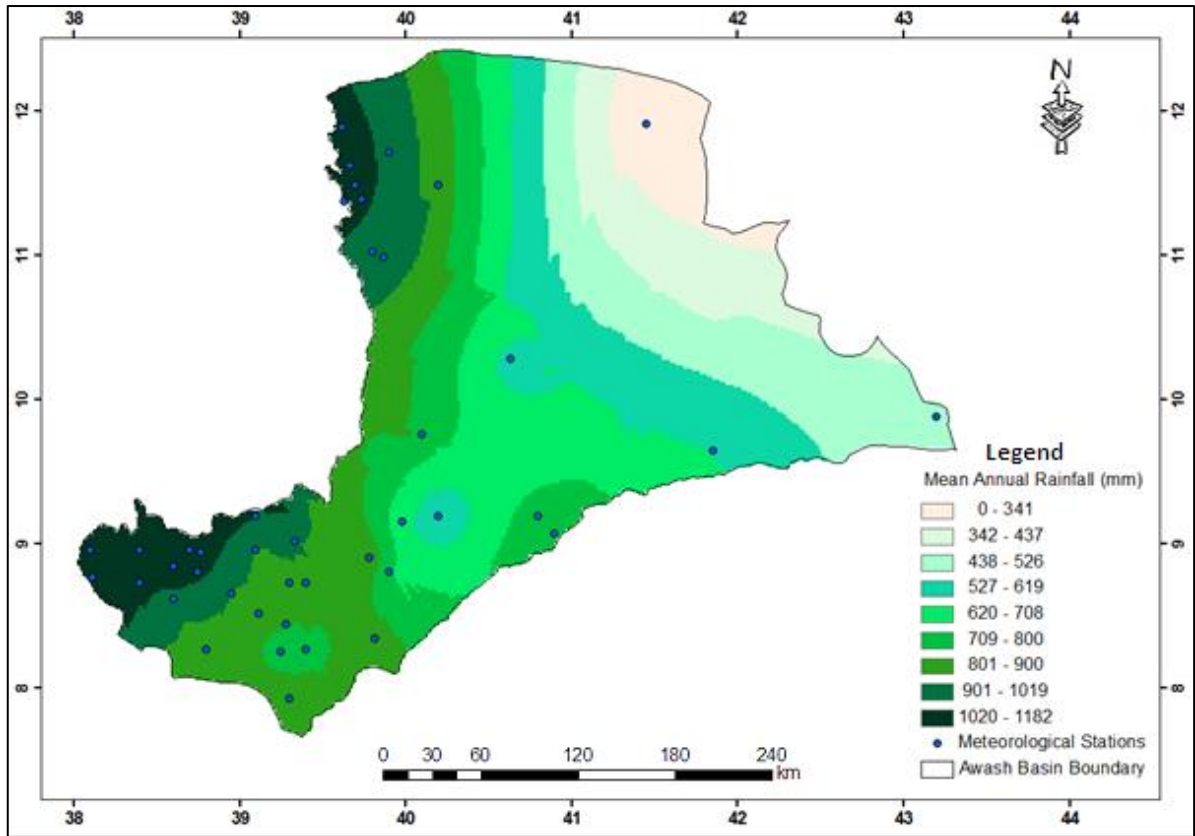 38 39 40 41 42 43 44
N
12 12
11 11
10 10
9 9
8 8
Legend
Mean Annual Rainfall (mm)
0 - 341
342 - 437
438 - 526
527 - 619
620 - 708
709 - 800
801 - 900
901 - 1019
1020 - 1182
Meteorological Stations
Awash Basin Boundary
0 30 60 120 180 240
km
38 39 40 41 42 43 44